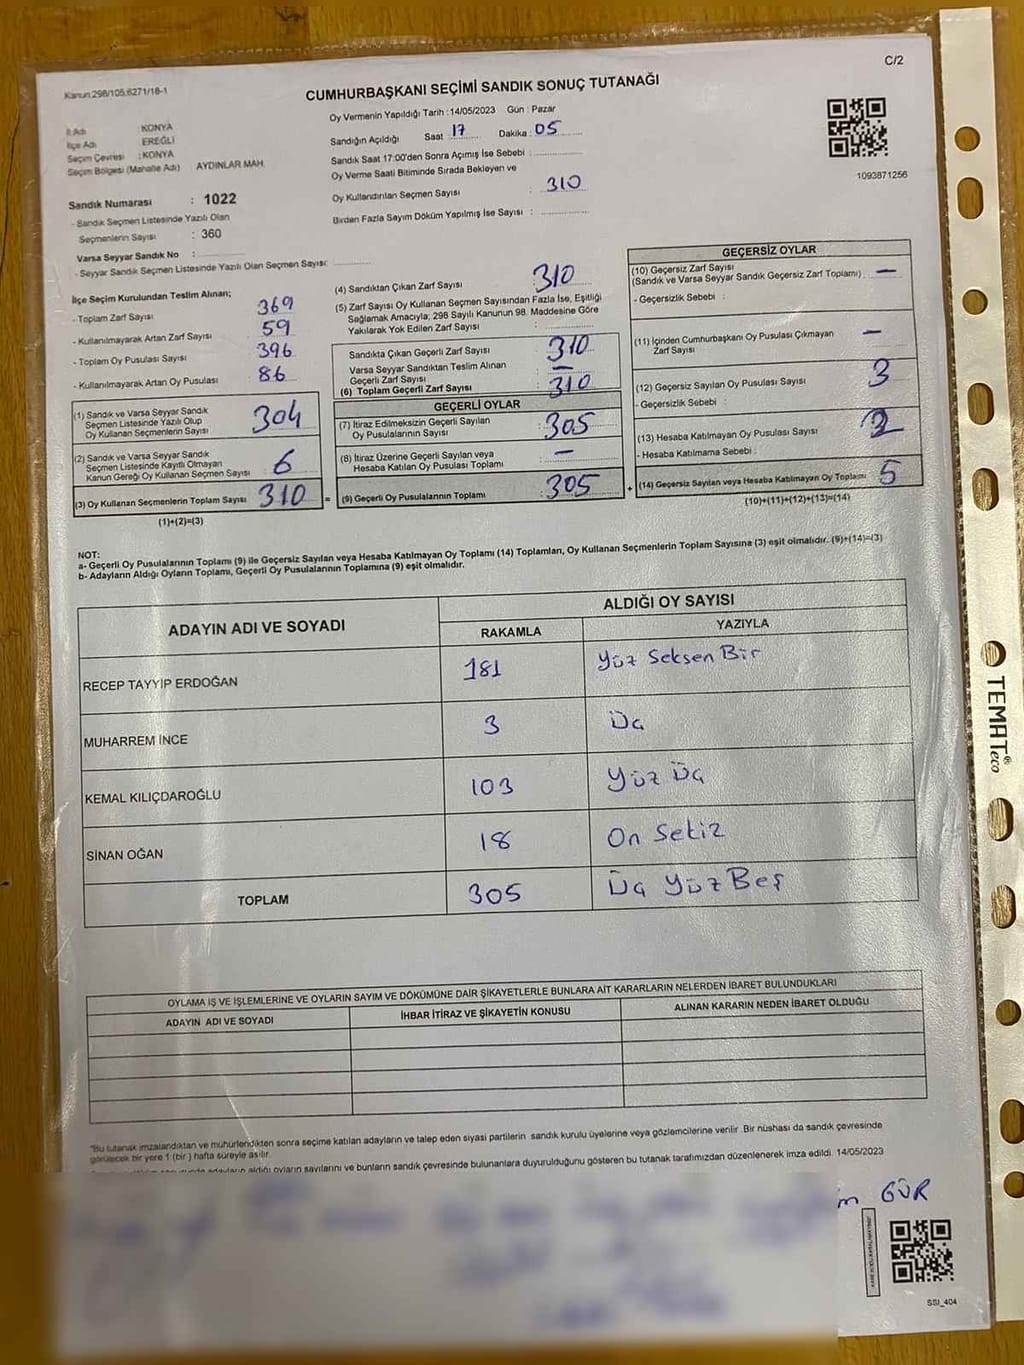 C/2
Kanun 298/105,6271/18-1
CUMHURBAŞKANI SEÇİMİ SANDIK SONUÇ TUTANAĞI
İl Adı : KONYA
İlçe Adı : EREĞLİ
Seçim Çevresi : KONYA
Seçim Bölgesi (Mahalle Adı) AYDINLAR MAH.
Sandık Numarası : 1022
- Sandık Seçmen Listesinde Yazılı Olan
Seçmenlerin Sayısı : 360
Varsa Seyyar Sandık No :
- Seyyar Sandık Seçmen Listesinde Yazılı Olan Seçmen Sayısı:
Oy Vermenin Yapıldığı Tarih : 14/05/2023 Gün : Pazar
Sandığın Açıldığı Saat 17 Dakika : 05
Sandık Saat 17:00'den Sonra Açımış İse Sebebi :
Oy Verme Saati Bitiminde Sırada Bekleyen ve
Oy Kullandırılan Seçmen Sayısı : 310
Birden Fazla Sayım Döküm Yapılmış İse Sayısı :
1093871256
İlçe Seçim Kurulundan Teslim Alınan;
- Toplam Zarf Sayısı 369
- Kullanılmayarak Artan Zarf Sayısı 59
- Toplam Oy Pusulası Sayısı 396
- Kullanılmayarak Artan Oy Pusulası 86
(1) Sandık ve Varsa Seyyar Sandık
Seçmen Listesinde Yazılı Olup
Oy Kullanan Seçmenlerin Sayısı 304
(2) Sandık ve Varsa Seyyar Sandık
Seçmen Listesinde Kayıtlı Olmayan
Kanun Gereği Oy Kullanan Seçmen Sayısı 6
(3) Oy Kullanan Seçmenlerin Toplam Sayısı 310 =
(1)+(2)=(3)
(4) Sandıktan Çıkan Zarf Sayısı 310
(5) Zarf Sayısı Oy Kullanan Seçmen Sayısından Fazla İse, Eşitliği
Sağlamak Amacıyla; 298 Sayılı Kanunun 98. Maddesine Göre
Yakılarak Yok Edilen Zarf Sayısı :
Sandıkta Çıkan Geçerli Zarf Sayısı : 310
Varsa Seyyar Sandıktan Teslim Alınan
Geçerli Zarf Sayısı : —
(6) Toplam Geçerli Zarf Sayısı : 310
GEÇERLİ OYLAR
(7) İtiraz Edilmeksizin Geçerli Sayılan
Oy Pusulalarının Sayısı : 305
(8) İtiraz Üzerine Geçerli Sayılan veya
Hesaba Katılan Oy Pusulası Toplamı : —
(9) Geçerli Oy Pusulalarının Toplamı : 305 +
GEÇERSİZ OYLAR
(10) Geçersiz Zarf Sayısı
(Sandık ve Varsa Seyyar Sandık Geçersiz Zarf Toplamı) : —
- Geçersizlik Sebebi :
(11) İçinden Cumhurbaşkanı Oy Pusulası Çıkmayan
Zarf Sayısı : —
(12) Geçersiz Sayılan Oy Pusulası Sayısı : 3
- Geçersizlik Sebebi :
(13) Hesaba Katılmayan Oy Pusulası Sayısı : 2
- Hesaba Katılmama Sebebi :
(14) Geçersiz Sayılan veya Hesaba Katılmayan Oy Toplamı : 5
(10)+(11)+(12)+(13)=(14)
NOT:
a- Geçerli Oy Pusulalarının Toplamı (9) ile Geçersiz Sayılan veya Hesaba Katılmayan Oy Toplamı (14) Toplamları, Oy Kullanan Seçmenlerin Toplam Sayısına (3) eşit olmalıdır. (9)+(14)=(3)
b- Adayların Aldığı Oyların Toplamı, Geçerli Oy Pusulalarının Toplamına (9) eşit olmalıdır.
ADAYIN ADI VE SOYADI ALDIĞI OY SAYISI
RAKAMLA YAZIYLA
RECEP TAYYİP ERDOĞAN 181 Yüz Seksen Bir
MUHARREM İNCE 3 Üç
KEMAL KILIÇDAROĞLU 103 Yüz Üç
SİNAN OĞAN 18 On Sekiz
TOPLAM 305 Üç Yüz Beş
OYLAMA İŞ VE İŞLEMLERİNE VE OYLARIN SAYIM VE DÖKÜMÜNE DAİR ŞİKAYETLERLE BUNLARA AİT KARARLARIN NELERDEN İBARET BULUNDUKLARI
ADAYIN ADI VE SOYADI İHBAR İTİRAZ VE ŞİKAYETİN KONUSU ALINAN KARARIN NEDEN İBARET OLDUĞU
"Bu tutanak imzalandıktan ve mühürlendikten sonra seçime katılan adayların ve talep eden siyasi partilerin sandık kurulu üyelerine veya gözlemcilerine verilir .Bir nüshası da sandık çevresinde
görülecek bir yere 1 (bir ) hafta süreyle asılır.
adayların aldığı oyların sayılarını ve bunların sandık çevresinde bulunanlara duyurulduğunu gösteren bu tutanak tarafımızdan düzenlenerek imza edildi. 14/05/2023
m GÜR
SSI_404
TEMAT® eco